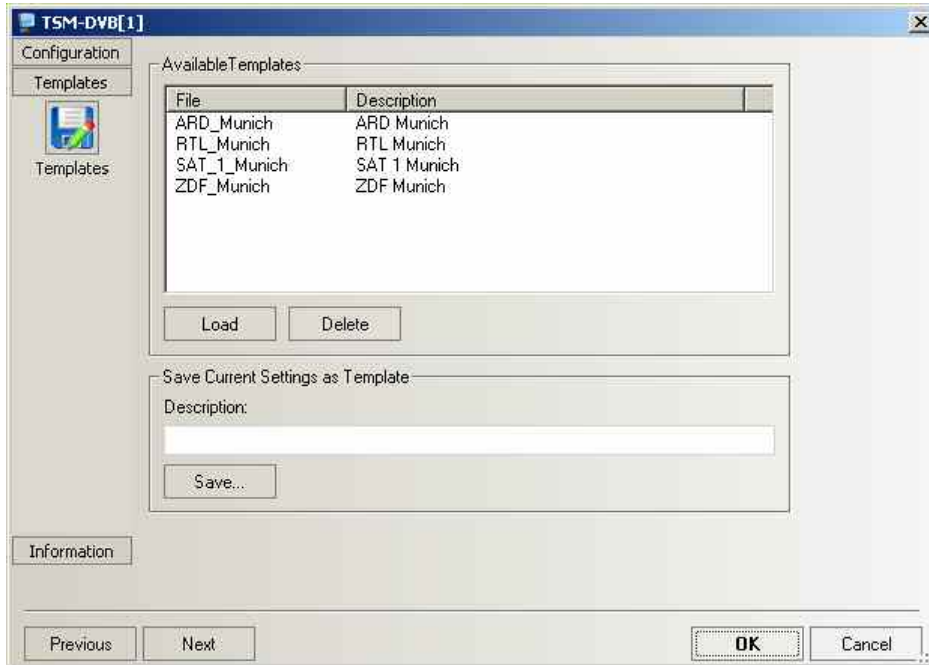 TSM-DVB[1]
Configuration
Templates
Templates
Information
AvailableTemplates
File Description
ARD_Munich ARD Munich
RTL_Munich RTL Munich
SAT_1_Munich SAT 1 Munich
ZDF_Munich ZDF Munich
Load Delete
Save Current Settings as Template
Description:
Save...
Previous Next OK Cancel